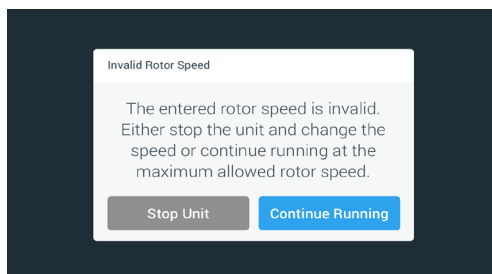 Invalid Rotor Speed
The entered rotor speed is invalid.
Either stop the unit and change the
speed or continue running at the
maximum allowed rotor speed.
Stop Unit
Continue Running